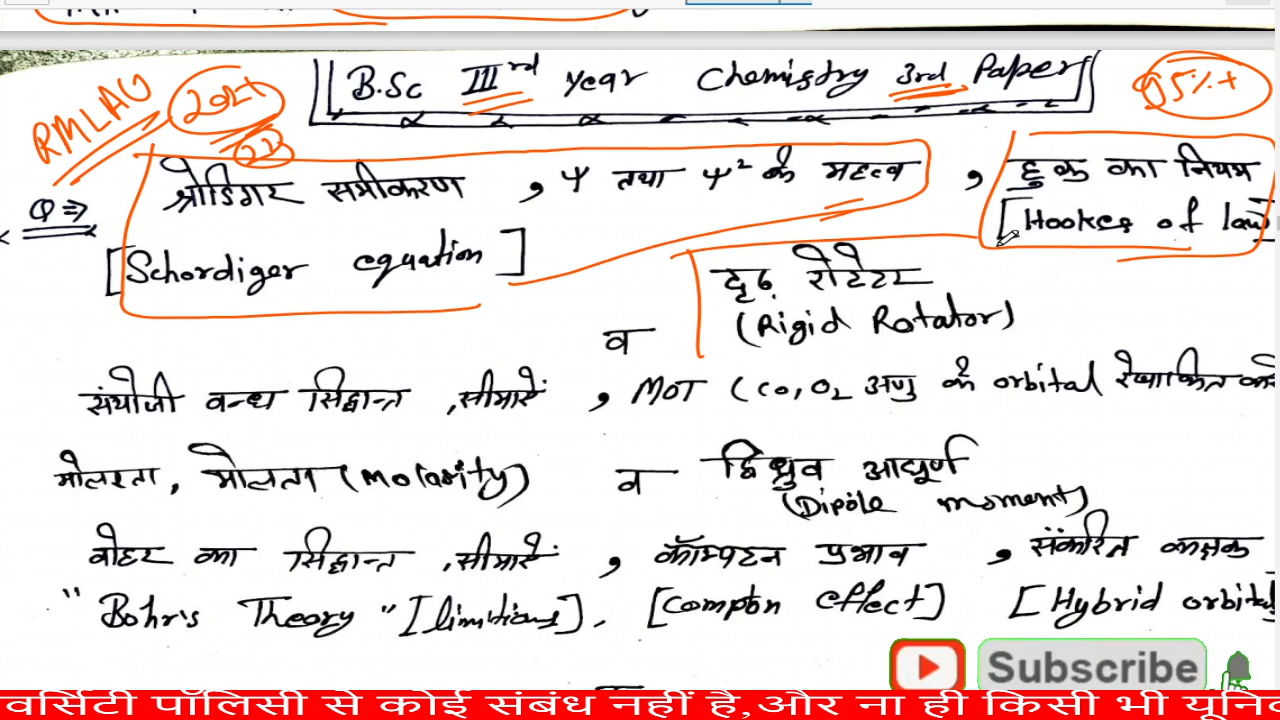 B.Sc IIIrd Year Chemistry 3rd Paper
RMLAU 2021
22
95%+
Q ⇒ श्रोडिंगर समीकरण , Ψ तथा Ψ² के महत्व , हुक का नियम
[Schordiger equation] [Hookes of law]
दृढ़ रोटेटर
व (Rigid Rotator)
संयोजी बन्ध सिद्धान्त , सीमाऐं , MOT (CO, O2 अणु के orbital रेखांकित
मोलरता, मोलता (Molarity) व द्विध्रुव आघूर्ण
(Dipole moment)
बोहर का सिद्धान्त , सीमाऐं , कॉम्पटन प्रभाव , संकरित कक्षक
"Bohr's Theory" [limitions], [Compton effect] [Hybrid orbital]
Subscribe
वर्सिटी पॉलिसी से कोई संबंध नहीं है,और ना ही किसी भी यूनिव